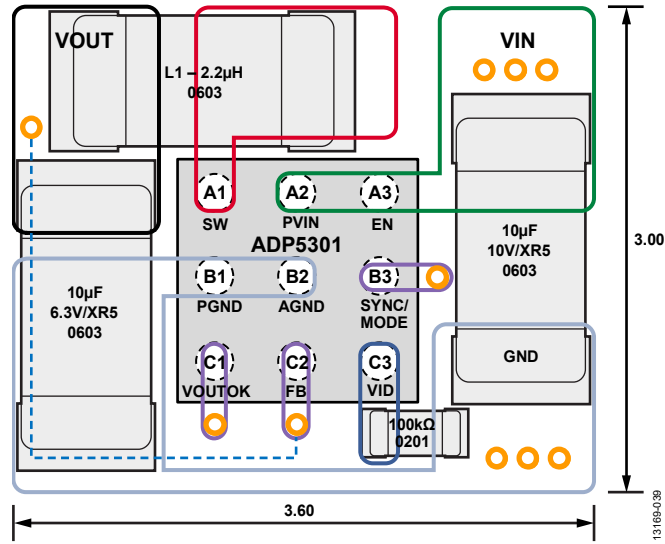 VOUT
L1 – 2.2µH
0603
VIN
A1
A2
A3
SW
PVIN
EN
ADP5301
10µF
10V/XR5
0603
3.00
B1
B2
B3
PGND
AGND
SYNC/
MODE
10µF
6.3V/XR5
0603
GND
C1
C2
C3
VOUTOK
FB
VID
100kΩ
0201
3.60
13169-039